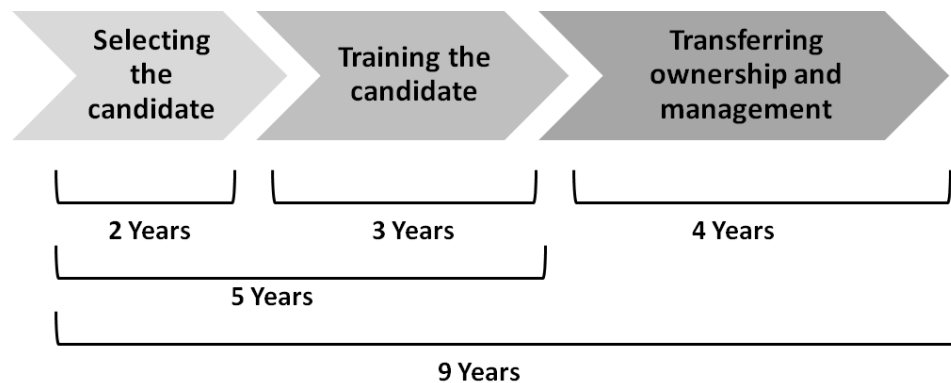 Selecting
the
candidate
Training the
candidate
Transferring
ownership and
management
2 Years
3 Years
4 Years
5 Years
9 Years